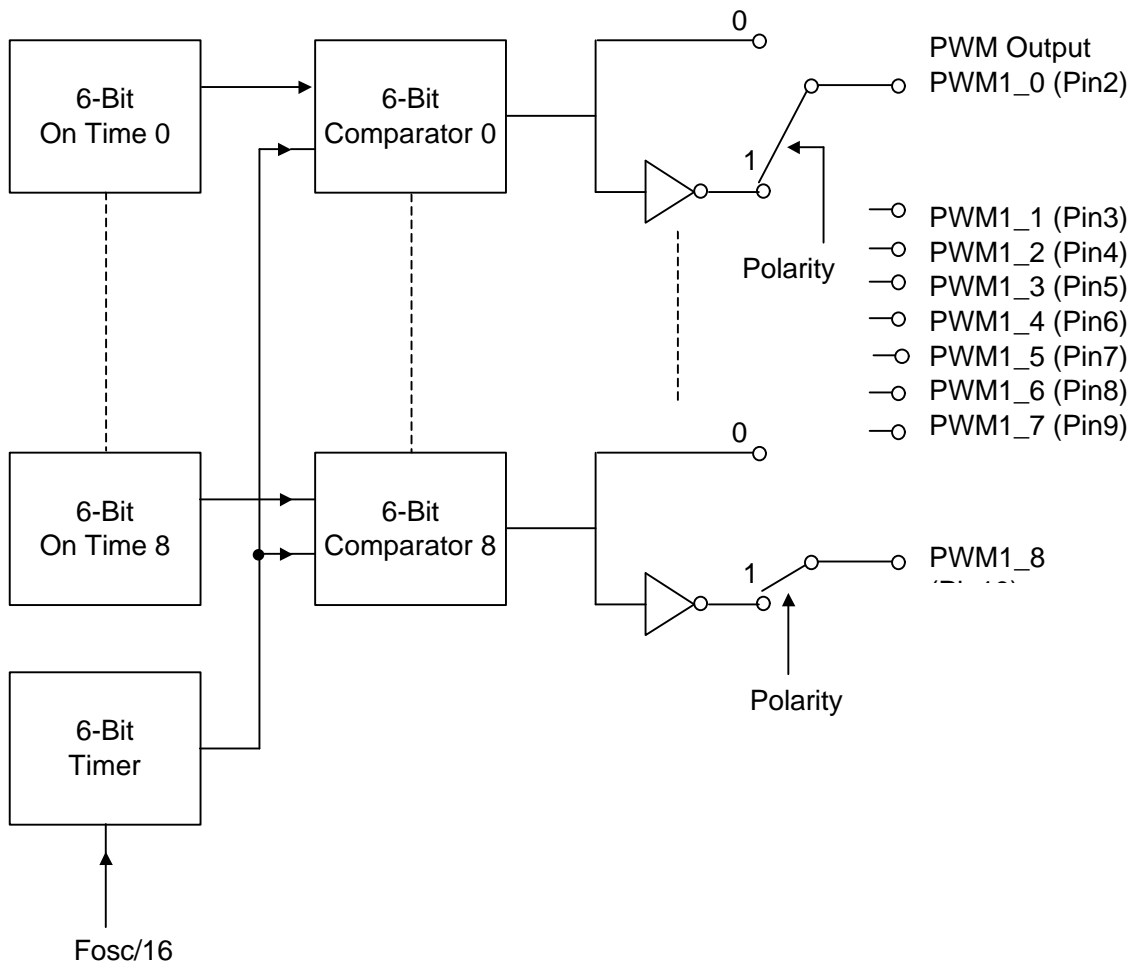 0
PWM Output
6-Bit
On Time 0
6-Bit
Comparator 0
PWM1_0 (Pin2)
1
Polarity
PWM1_1 (Pin3)
PWM1_2 (Pin4)
PWM1_3 (Pin5)
PWM1_4 (Pin6)
PWM1_5 (Pin7)
PWM1_6 (Pin8)
PWM1_7 (Pin9)
0
6-Bit
On Time 8
6-Bit
Comparator 8
1
PWM1_8
Polarity
6-Bit
Timer
Fosc/16